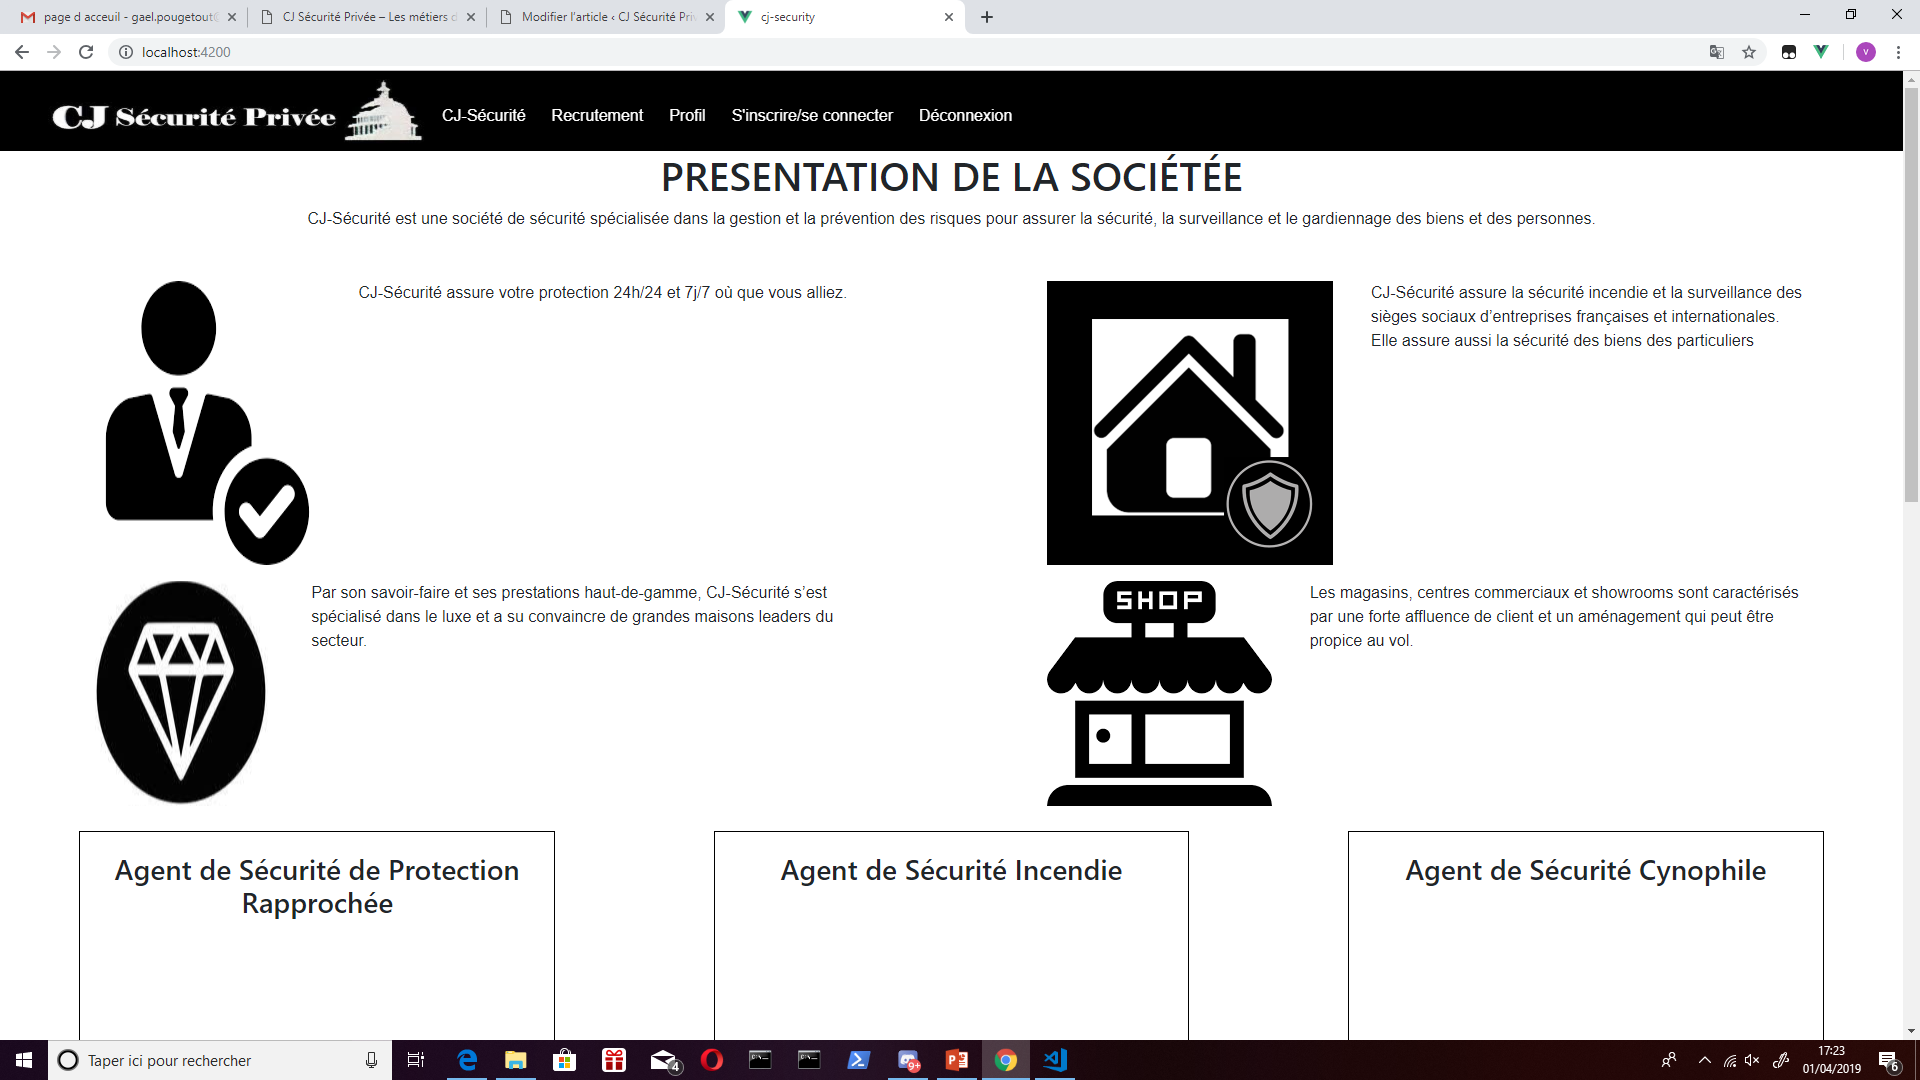 page d acceuil - gael.pougetout@
CJ Sécurité Privée – Les métiers d
Modifier l'article ‹ CJ Sécurité Pri
cj-security
localhost:4200
V
CJ Sécurité Privée
CJ-Sécurité
Recrutement
Profil
S'inscrire/se connecter
Déconnexion
PRESENTATION DE LA SOCIÉTÉE
CJ-Sécurité est une société de sécurité spécialisée dans la gestion et la prévention des risques pour assurer la sécurité, la surveillance et le gardiennage des biens et des personnes.
CJ-Sécurité assure votre protection 24h/24 et 7j/7 où que vous alliez.
CJ-Sécurité assure la sécurité incendie et la surveillance des
sièges sociaux d’entreprises françaises et internationales.
Elle assure aussi la sécurité des biens des particuliers
Par son savoir-faire et ses prestations haut-de-gamme, CJ-Sécurité s’est
spécialisé dans le luxe et a su convaincre de grandes maisons leaders du
secteur.
SHOP
Les magasins, centres commerciaux et showrooms sont caractérisés
par une forte affluence de client et un aménagement qui peut être
propice au vol.
Agent de Sécurité de Protection
Rapprochée
Agent de Sécurité Incendie
Agent de Sécurité Cynophile
Taper ici pour rechercher
4
9+
17:23
01/04/2019
6